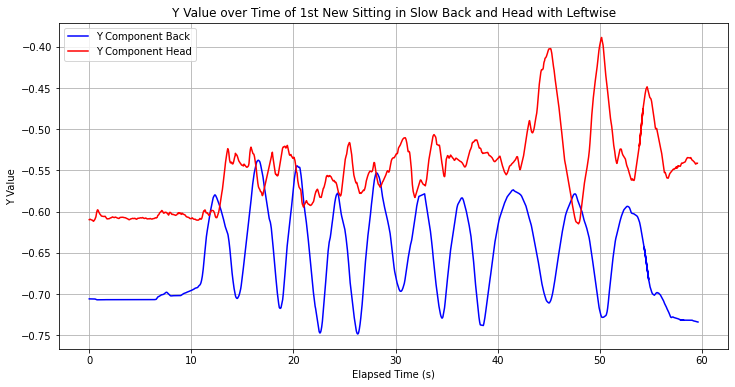 Y Value over Time of 1st New Sitting in Slow Back and Head with Leftwise
Y Component Back
Y Component Head
−0.40
−0.45
−0.50
−0.55
−0.60
−0.65
−0.70
−0.75
Y Value
0 10 20 30 40 50 60
Elapsed Time (s)